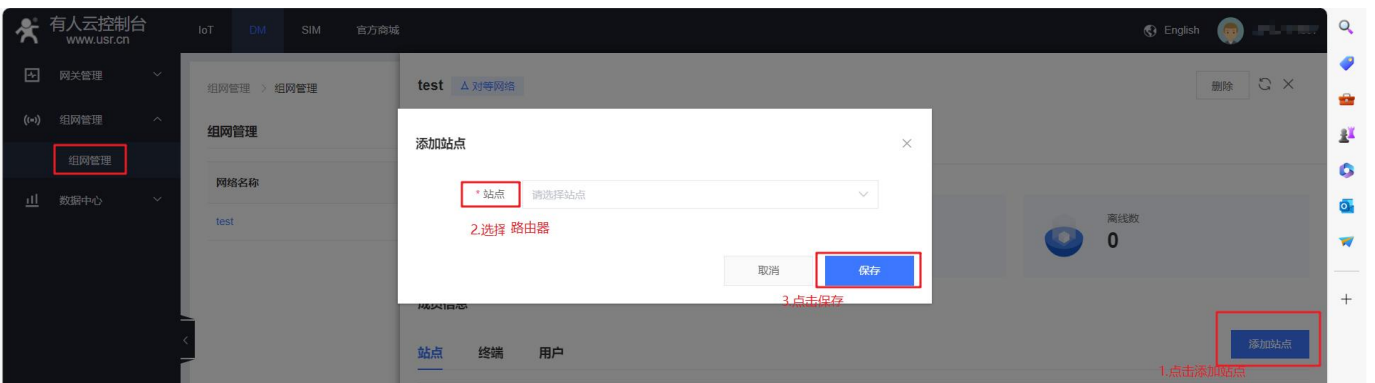 有人云控制台
www.usr.cn
IoT
DM
SIM
官方商城
English
网关管理
组网管理
组网管理
数据中心
组网管理 > 组网管理
组网管理
网络名称
test
test
对等网络
删除
添加站点
* 站点
请选择站点
2.选择 路由器
取消
保存
3.点击保存
离线数
0
成员信息
站点
终端
用户
添加站点
1.点击添加站点